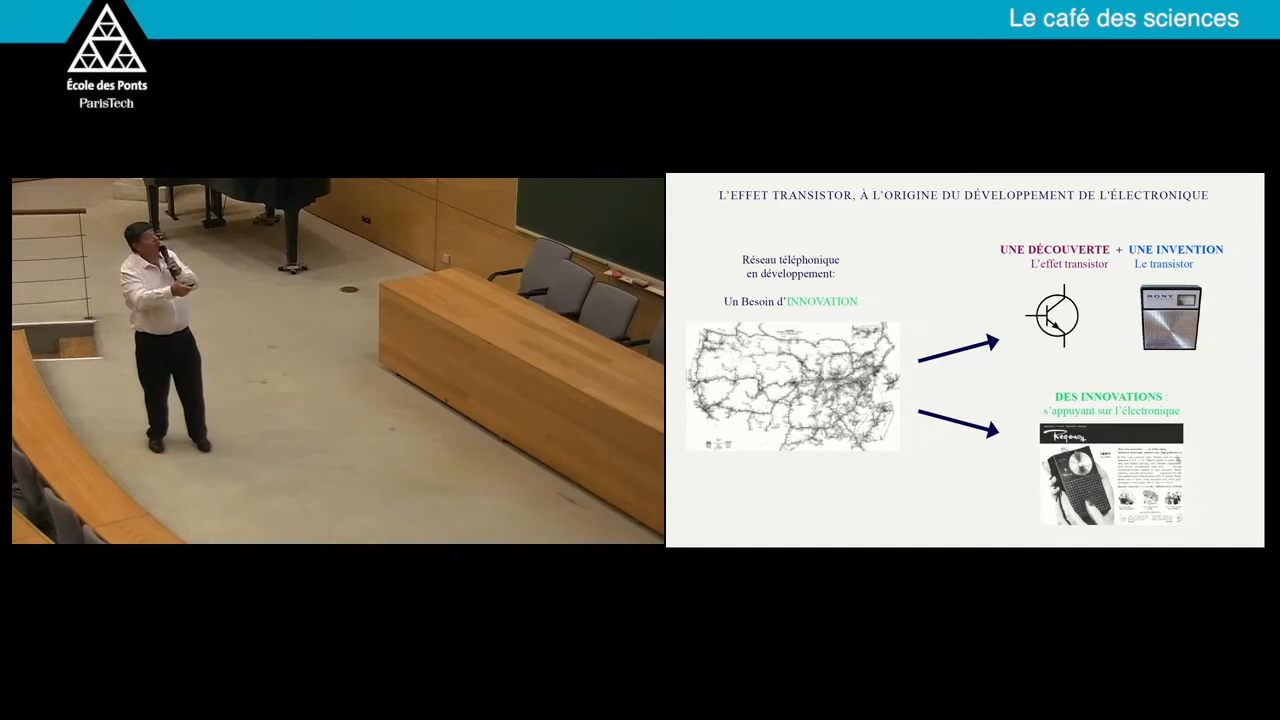 Le café des sciences
École des Ponts
ParisTech
L'EFFET TRANSISTOR, À L'ORIGINE DU DÉVELOPPEMENT DE L'ÉLECTRONIQUE
Réseau téléphonique
en développement:
Un Besoin d'INNOVATION
UNE DÉCOUVERTE + UNE INVENTION
L'effet transistor Le transistor
SONY
DES INNOVATIONS :
s'appuyant sur l'électronique
Regency